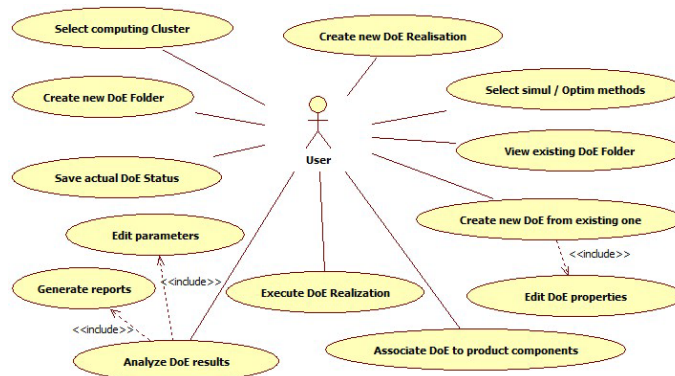 Select computing Cluster
Create new DoE Realisation
Create new DoE Folder
Select simul / Optim methods
User
View existing DoE Folder
Save actual DoE Status
Create new DoE from existing one
Edit parameters
<<include>>
Generate reports
<<include>>
Execute DoE Realization
Edit DoE properties
<<include>>
Analyze DoE results
Associate DoE to product components